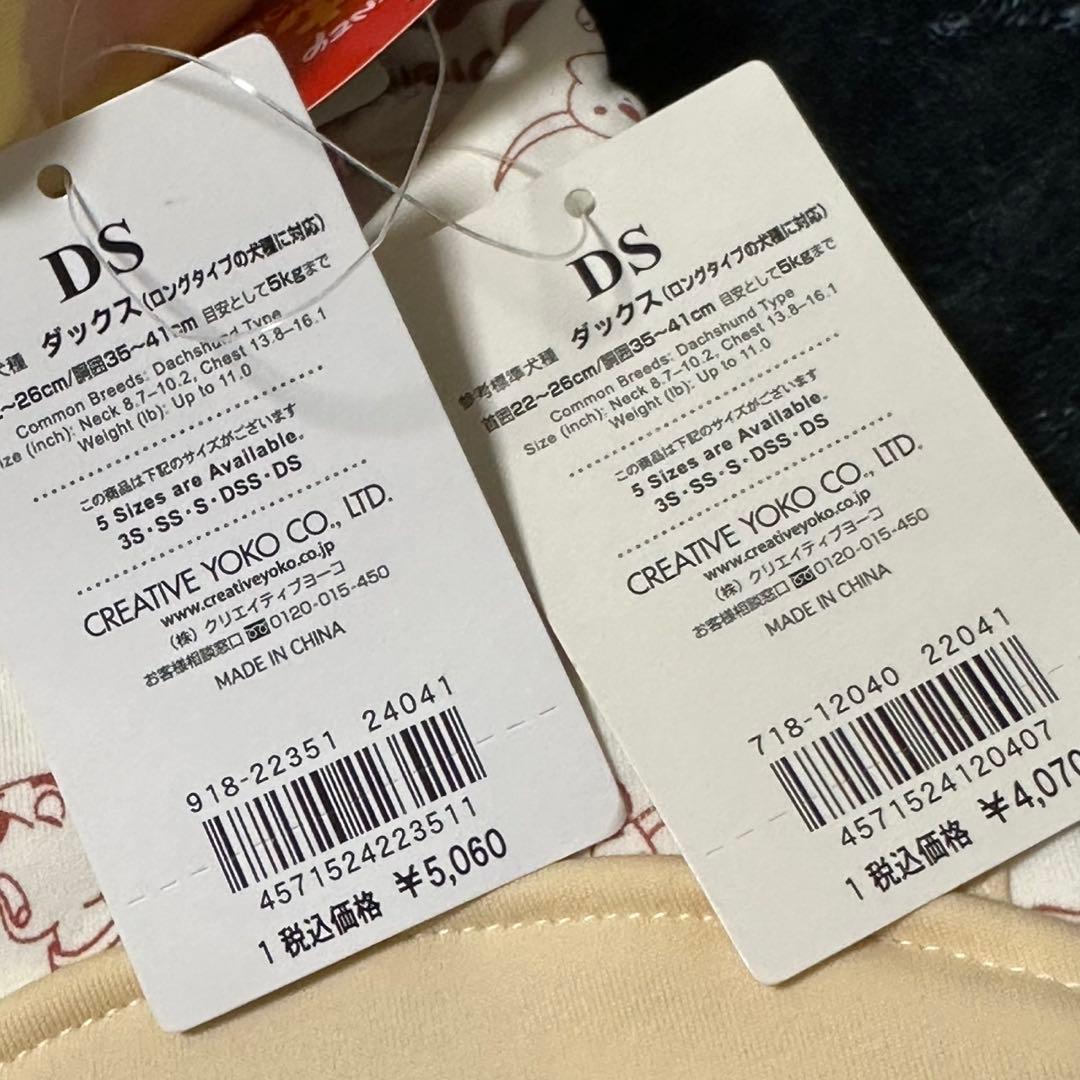 DS
犬種 ダックス(ロングタイプの犬種に対応)
~26cm/胴囲35~41cm 目安として5kgまで
Common Breeds: Dachshund Type
(inch): Neck 8.7-10.2, Chest 13.8-16.1
Weight (lb): Up to 11.0
この商品は下記のサイズがございます
5 Sizes are Available.
3S・SS・S・DSS・DS
CREATIVE YOKO CO., LTD.
www.creativeyoko.co.jp
(株) クリエイティブヨーコ
お客様相談窓口 0120-015-450
MADE IN CHINA
918-22351 24041
4571524223511
1 税込価格 ¥5,060
DS
参考標準犬種 ダックス(ロングタイプの犬種に対応)
首囲22~26cm/胴囲35~41cm 目安として5kgまで
Common Breeds: Dachshund Type
Size (inch): Neck 8.7-10.2, Chest 13.8-16.1
Weight (lb): Up to 11.0
この商品は下記のサイズがございます
5 Sizes are Available.
3S・SS・S・DSS・DS
CREATIVE YOKO CO., LTD.
www.creativeyoko.co.jp
(株) クリエイティブヨーコ
お客様相談窓口 0120-015-450
MADE IN CHINA
718-12040 22041
4571524120407
1 税込価格 ¥4,070